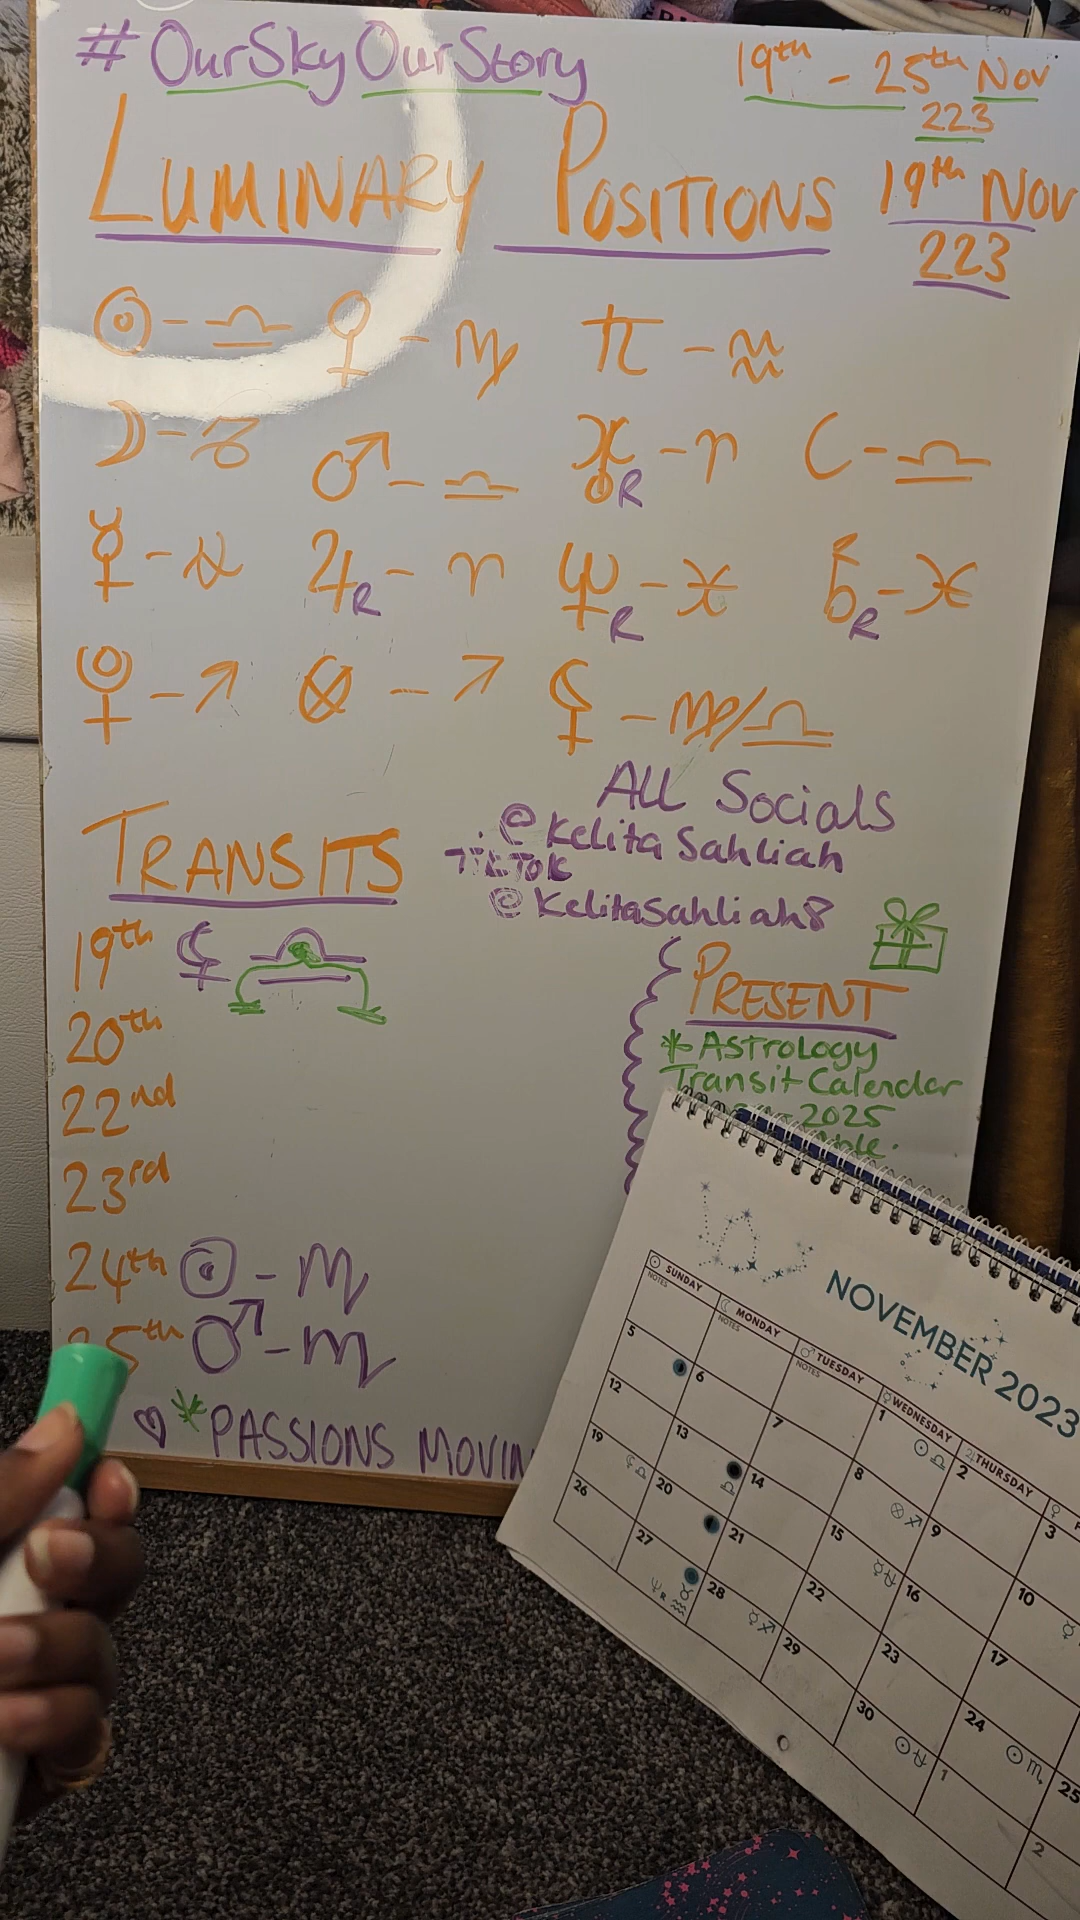 #OurSkyOurStory
19th - 25th Nov
223
LUMINARY POSITIONS
19th NOV
223
☉ - ♎ ♀ - ♍ ♄ - ♒
☽ - ♑ ♂ - ♎ R - ♈ - ♎
☿ - ♃R - ♈ ♆R - ♓ R - ♓
- ↗ ⊗ - ↗ ⚸ - ♍/♎
ALL Socials
@KelitaSahliah
TikTok
@KelitaSahliah8
TRANSITS
19th ⚸ ♎
20th
22nd
23rd
24th ☉ - ♏
25th ♂ - ♏
♡ * PASSIONS MOVIN
PRESENT
* Astrology
Transit Calendar
2025
NOVEMBER 2023
☉ SUNDAY ☾ MONDAY ♂ TUESDAY ☿ WEDNESDAY ♃ THURSDAY ♀
NOTES NOTES NOTES 1 ☉♎ 2 3
5 6 7 8 ⊗♐ 9 10 ☿
12 13 ♎ 14 15 ☿ 16 17
19 ⚸♎ 20 21 22 23 24 ☉♏ 25
26 27 ♆R ♒ ♉ 28 ☿♐ 29 30 ☉ 1 2